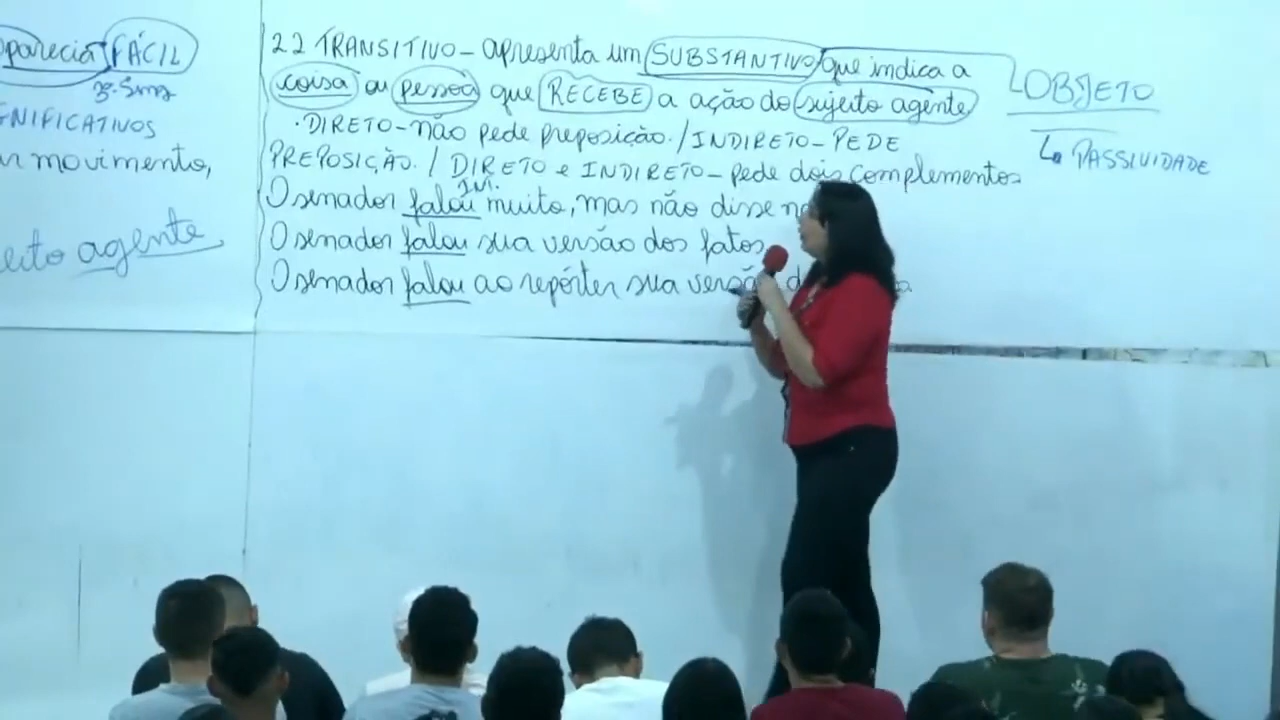 parecia FÁCIL
3ª Sing
GNIFICATIVOS
movimento,
eito agente
2.2 TRANSITIVO - apresenta um SUBSTANTIVO que indica a
coisa ou pessoa que RECEBE a ação do sujeito agente
• DIRETO - não pede preposição. / INDIRETO - PEDE
PREPOSIÇÃO. / DIRETO e INDIRETO - pede dois complementos
Int.
O senador falou muito, mas não disse
O senador falou sua versão dos fatos
O senador falou ao repórter sua versão
OBJETO
↳ PASSIVIDADE